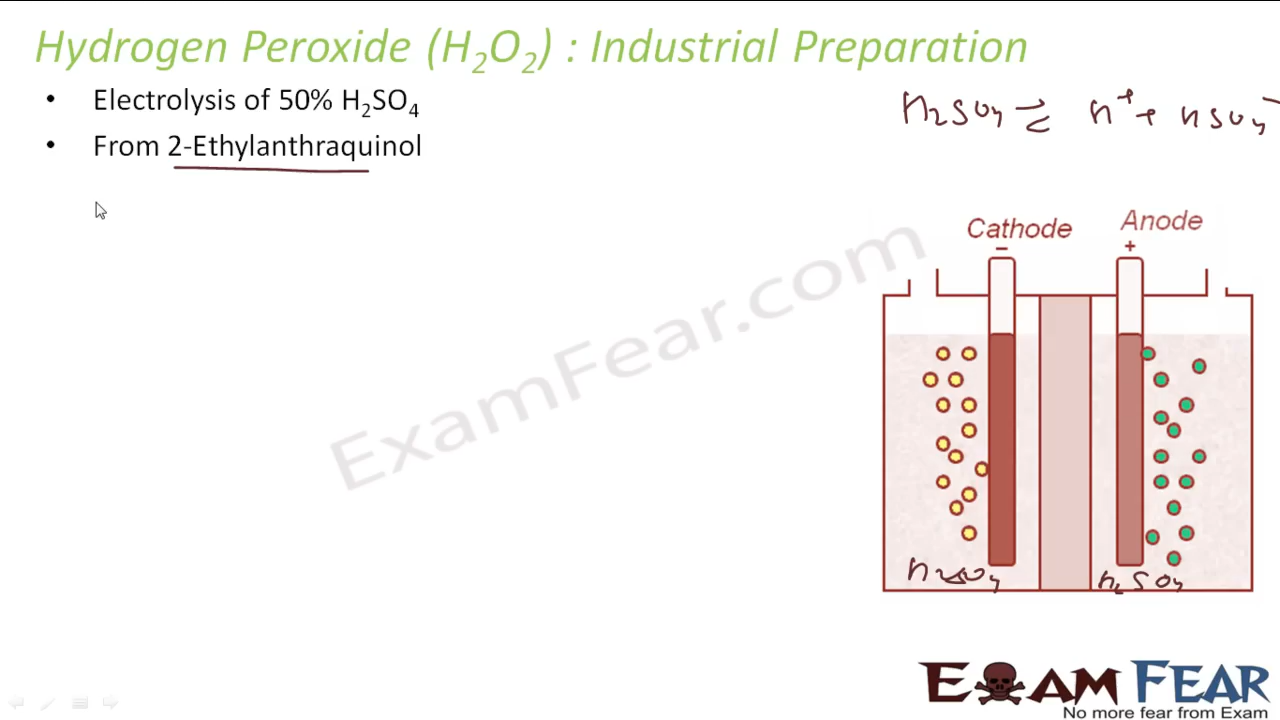 Hydrogen Peroxide (H₂O₂) : Industrial Preparation
• Electrolysis of 50% H₂SO₄
• From 2-Ethylanthraquinol
H₂SO₄ ⇌ H⁺ + HSO₄⁻
Cathode
Anode
−
+
ExamFear.com
H₂SO₄
H₂SO₄
EXAM FEAR
No more fear from Exam